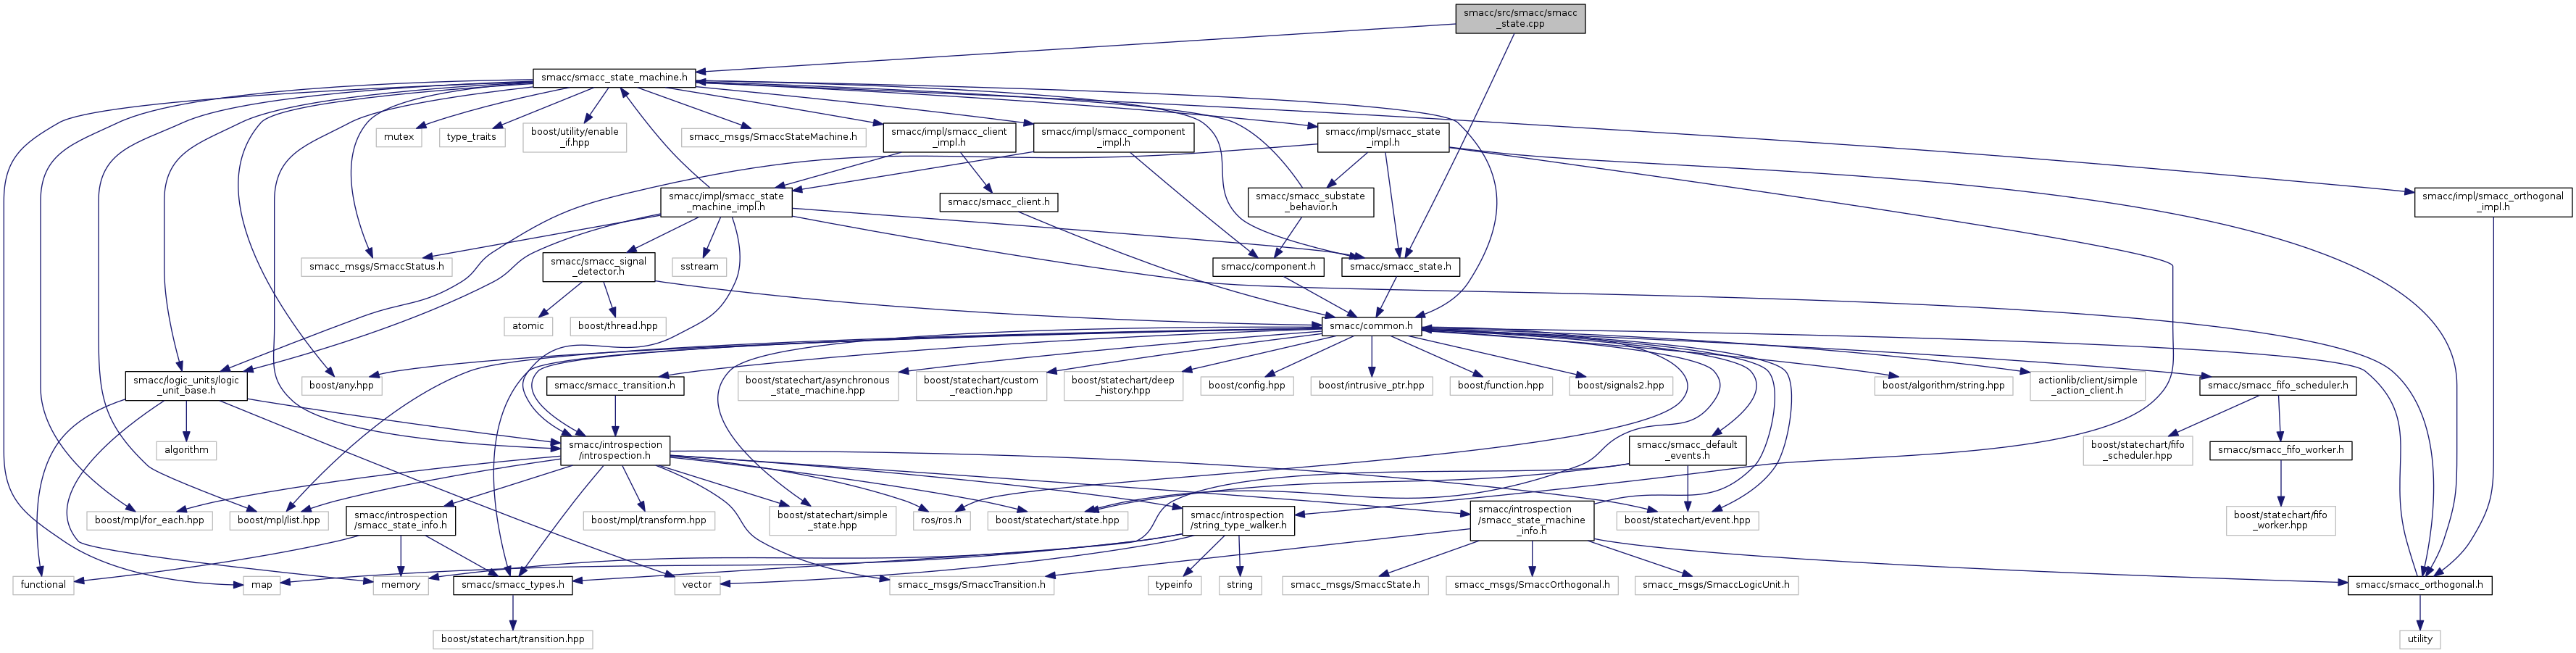 smacc/src/smacc/smacc
_state.cpp
smacc/smacc_state_machine.h
mutex
type_traits
boost/utility/enable
_if.hpp
smacc_msgs/SmaccStateMachine.h
smacc/impl/smacc_client
_impl.h
smacc/impl/smacc_component
_impl.h
smacc/impl/smacc_state
_impl.h
smacc/impl/smacc_state
_machine_impl.h
smacc/smacc_client.h
smacc/smacc_substate
_behavior.h
smacc/impl/smacc_orthogonal
_impl.h
smacc_msgs/SmaccStatus.h
smacc/smacc_signal
_detector.h
sstream
smacc/component.h
smacc/smacc_state.h
atomic
boost/thread.hpp
smacc/common.h
smacc/logic_units/logic
_unit_base.h
boost/any.hpp
smacc/smacc_transition.h
boost/statechart/asynchronous
_state_machine.hpp
boost/statechart/custom
_reaction.hpp
boost/statechart/deep
_history.hpp
boost/config.hpp
boost/intrusive_ptr.hpp
boost/function.hpp
boost/signals2.hpp
boost/algorithm/string.hpp
actionlib/client/simple
_action_client.h
smacc/smacc_fifo_scheduler.h
algorithm
smacc/introspection
/introspection.h
smacc/smacc_default
_events.h
boost/statechart/fifo
_scheduler.hpp
smacc/smacc_fifo_worker.h
boost/mpl/for_each.hpp
boost/mpl/list.hpp
smacc/introspection
/smacc_state_info.h
boost/mpl/transform.hpp
boost/statechart/simple
_state.hpp
ros/ros.h
boost/statechart/state.hpp
smacc/introspection
/string_type_walker.h
smacc/introspection
/smacc_state_machine
_info.h
boost/statechart/event.hpp
boost/statechart/fifo
_worker.hpp
functional
map
memory
smacc/smacc_types.h
vector
smacc_msgs/SmaccTransition.h
typeinfo
string
smacc_msgs/SmaccState.h
smacc_msgs/SmaccOrthogonal.h
smacc_msgs/SmaccLogicUnit.h
smacc/smacc_orthogonal.h
boost/statechart/transition.hpp
utility